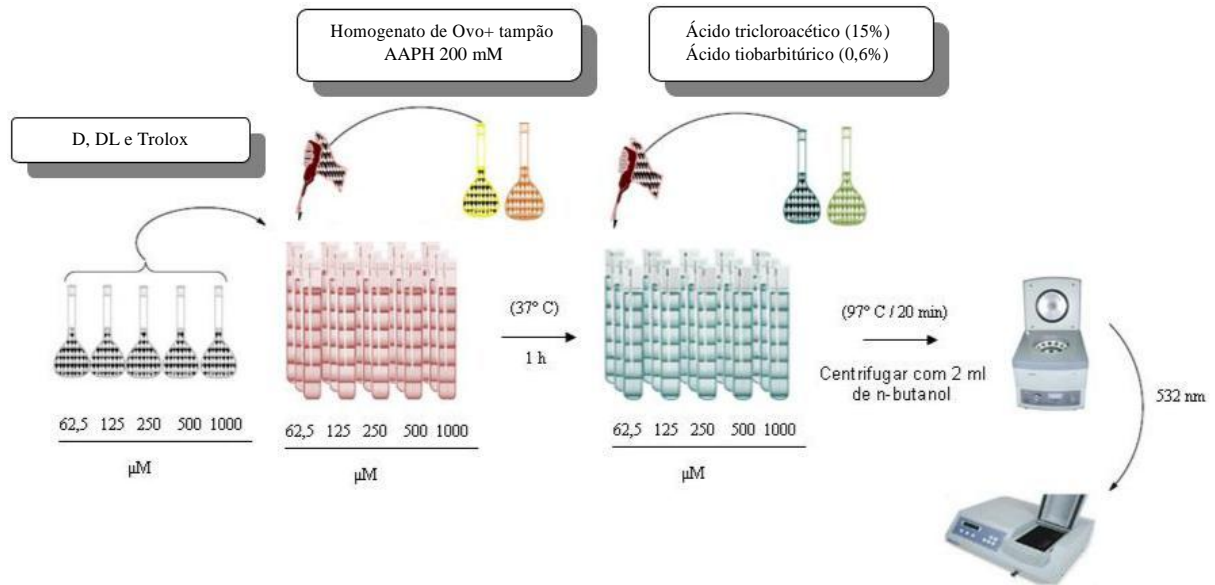 Homogenato de Ovo+ tampão
AAPH 200 mM
Ácido tricloroacético (15%)
Ácido tiobarbitúrico (0,6%)
D, DL e Trolox
(37° C)
1 h
(97° C / 20 min)
Centrifugar com 2 ml
de n-butanol
532 nm
62,5 125 250 500 1000
µM
62,5 125 250 500 1000
µM
62,5 125 250 500 1000
µM